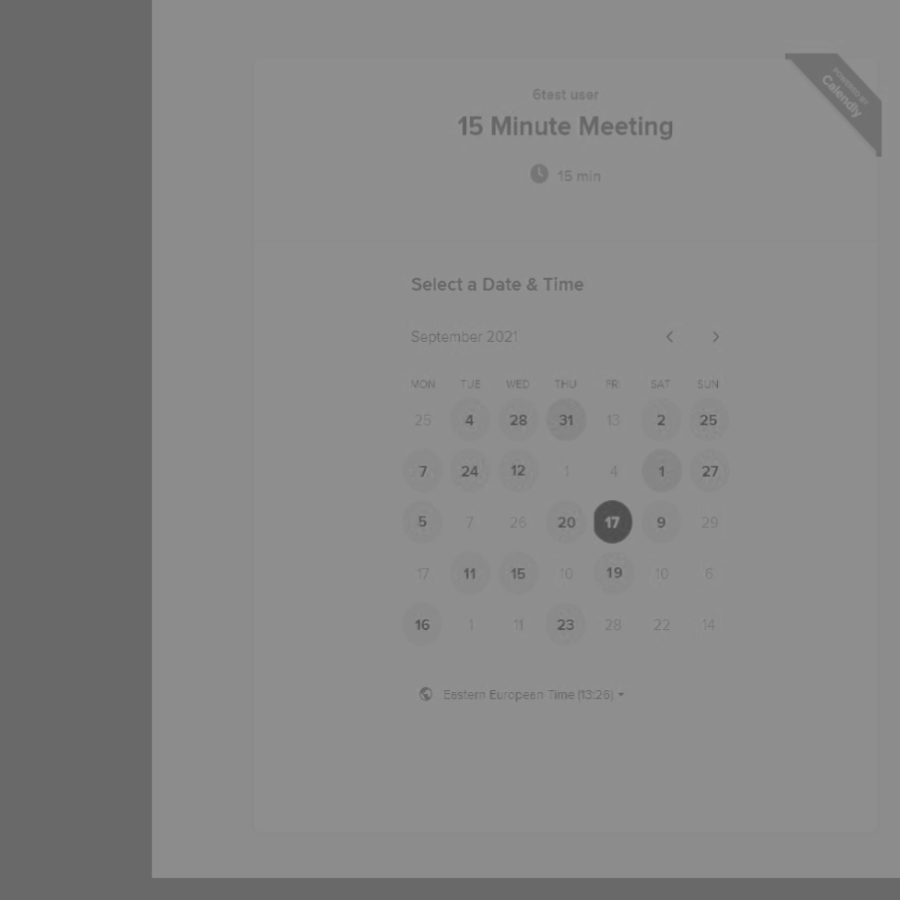 POWERED BY
Calendly
6test user
15 Minute Meeting
15 min
Select a Date & Time
September 2021
MON TUE WED THU FRI SAT SUN
25 4 28 31 13 2 25
7 24 12 1 4 1 27
5 7 26 20 17 9 29
17 11 15 10 19 10 6
16 1 11 23 28 22 14
Eastern European Time (13:26)